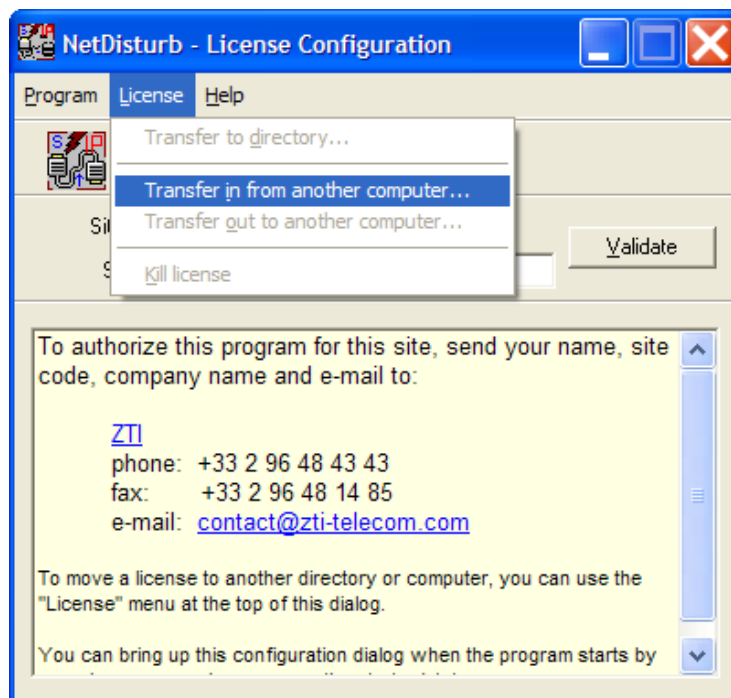 NetDisturb - License Configuration
Program License Help
Transfer to directory...
Transfer in from another computer...
Transfer out to another computer...
Kill license
Validate
To authorize this program for this site, send your name, site
code, company name and e-mail to:
ZTI
phone: +33 2 96 48 43 43
fax: +33 2 96 48 14 85
e-mail: contact@zti-telecom.com
To move a license to another directory or computer, you can use the
"License" menu at the top of this dialog.
You can bring up this configuration dialog when the program starts by